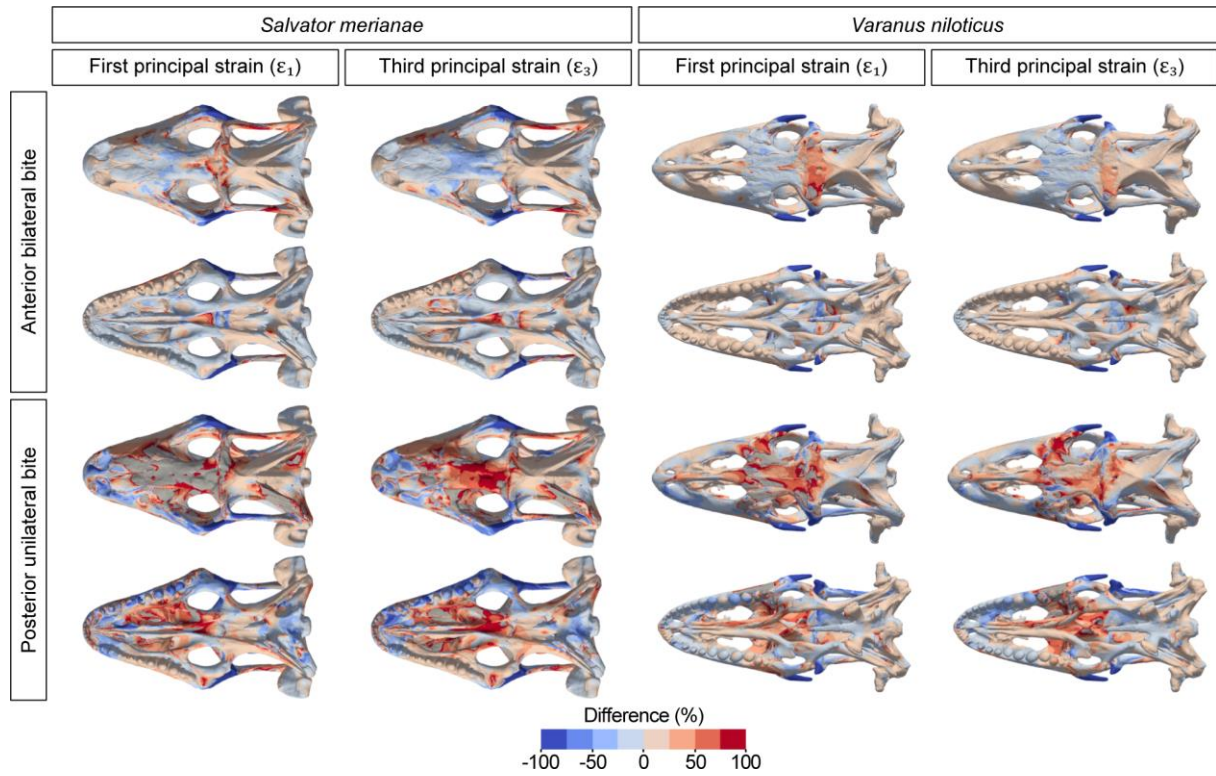 Salvator merianae
Varanus niloticus
First principal strain (ε₁)
Third principal strain (ε₃)
First principal strain (ε₁)
Third principal strain (ε₃)
Anterior bilateral bite
Posterior unilateral bite
Difference (%)
-100 -50 0 50 100